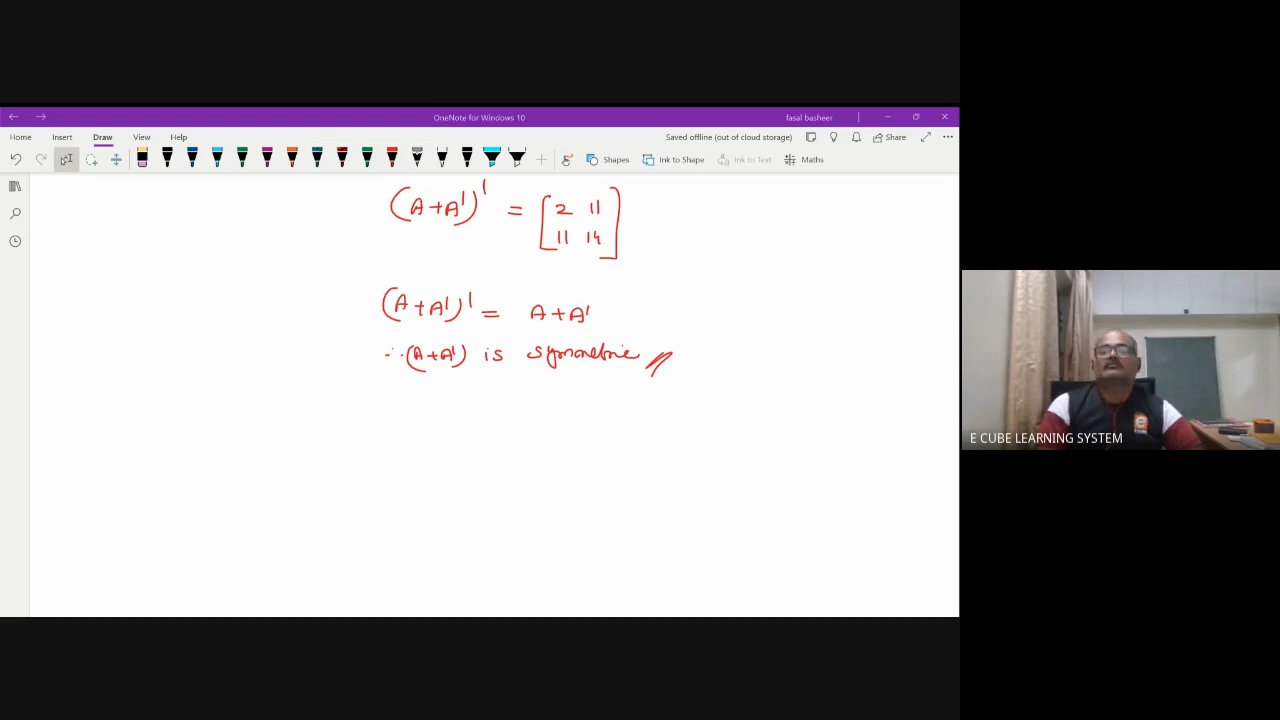 OneNote for Windows 10
fasal basheer
Home Insert Draw View Help
Saved offline (out of cloud storage) Share
Shapes Ink to Shape Ink to Text Maths
(A+A')' = [2 11
11 14]
(A+A')' = A+A'
∴(A+A') is symmetric
E CUBE LEARNING SYSTEM